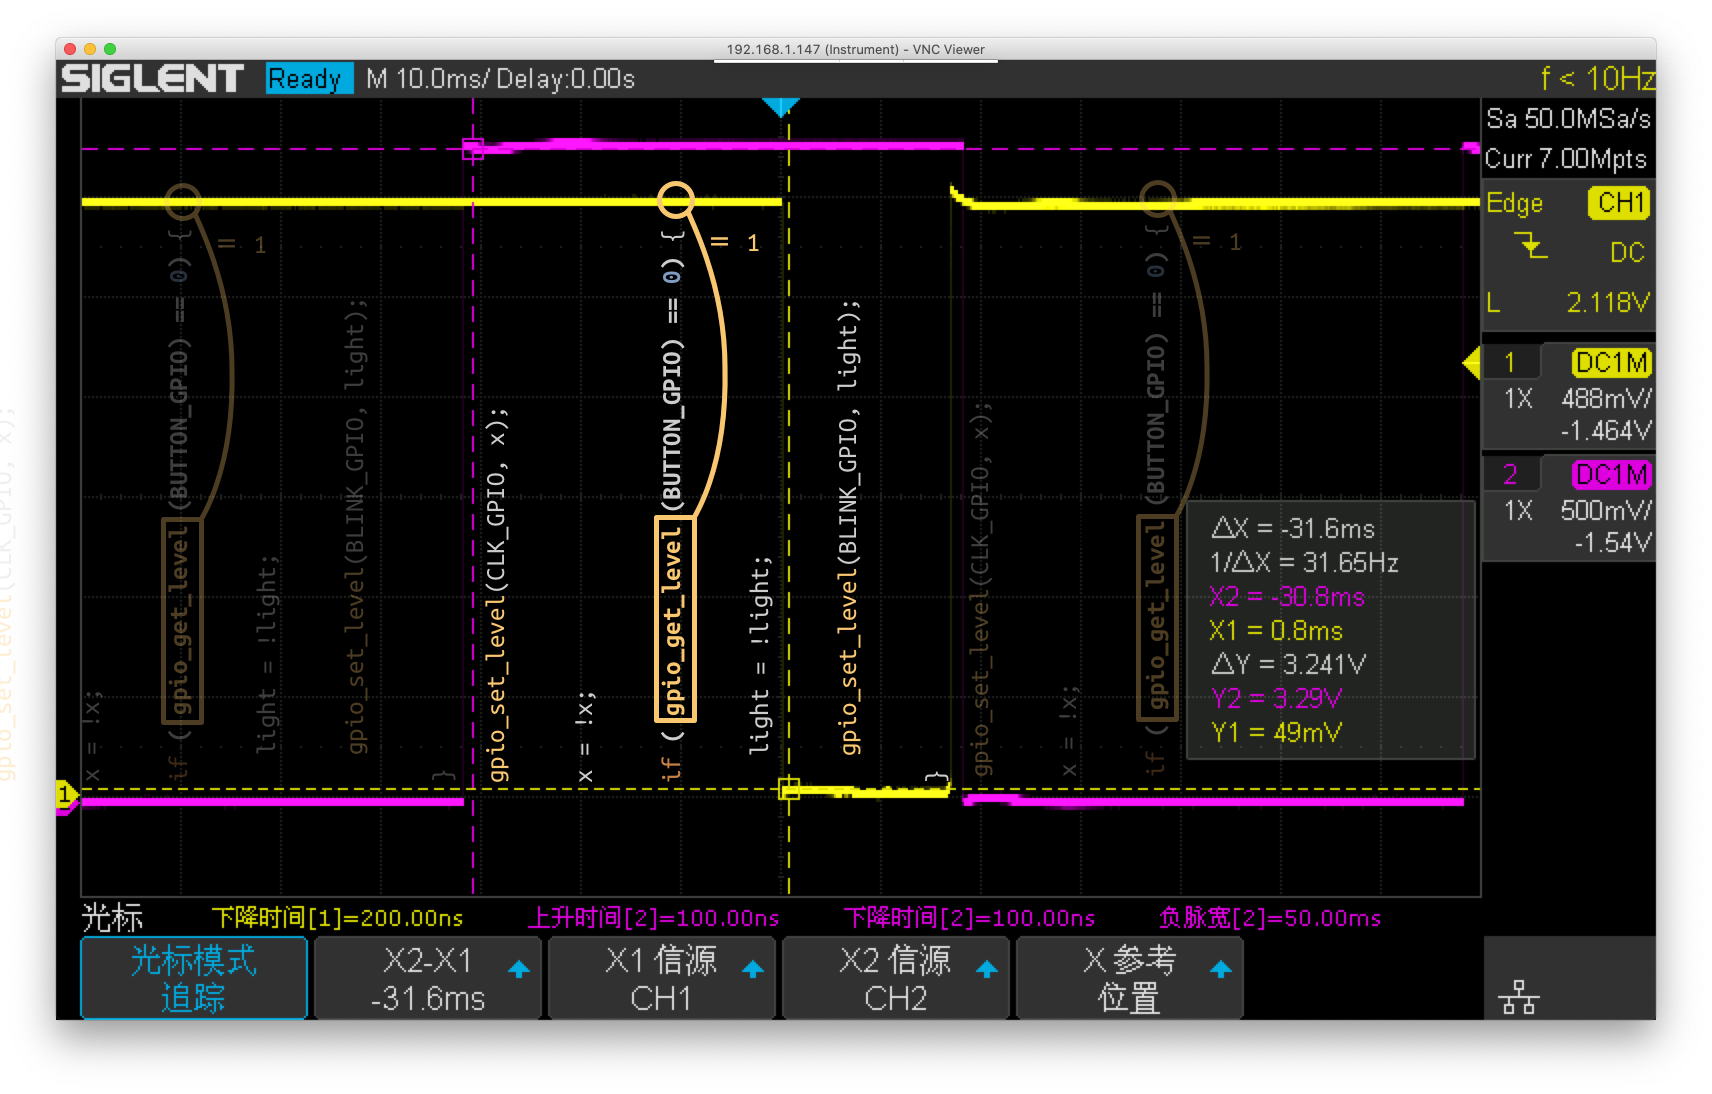 192.168.1.147 (Instrument) - VNC Viewer
SIGLENT Ready M 10.0ms/ Delay:0.00s
f < 10Hz
Sa 50.0MSa/s
Curr 7.00Mpts
Edge CH1
DC
L 2.118V
1 DC1M
1X 488mV/
-1.464V
2 DC1M
1X 500mV/
-1.54V
gpio_set_level(CLK_GPIO, x);
x = !x;
if (gpio_get_level(BUTTON_GPIO) == 0) {
= 1
light = !light;
gpio_set_level(BLINK_GPIO, light);
}
gpio_set_level(CLK_GPIO, x);
x = !x;
if (gpio_get_level(BUTTON_GPIO) == 0) {
= 1
light = !light;
gpio_set_level(BLINK_GPIO, light);
}
gpio_set_level(CLK_GPIO, x);
x = !x;
if (gpio_get_level(BUTTON_GPIO) == 0) {
= 1
△X = -31.6ms
1/△X = 31.65Hz
X2 = -30.8ms
X1 = 0.8ms
△Y = 3.241V
Y2 = 3.29V
Y1 = 49mV
1
光标 下降时间[1]=200.00ns 上升时间[2]=100.00ns 下降时间[2]=100.00ns 负脉宽[2]=50.00ms
光标模式
追踪
X2-X1
-31.6ms
X1 信源
CH1
X2 信源
CH2
X 参考
位置